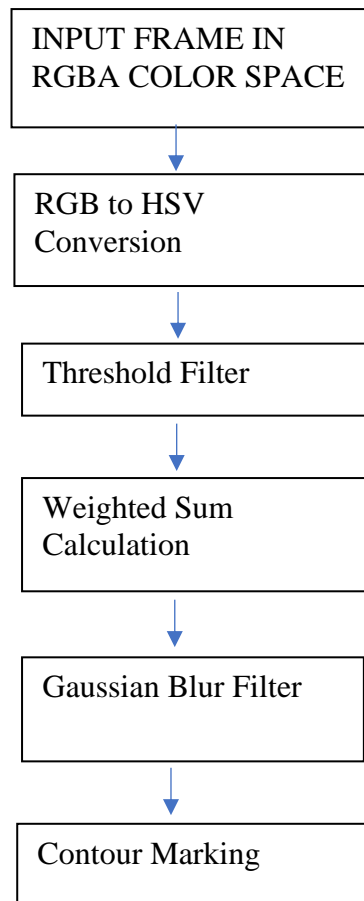 INPUT FRAME IN
RGBA COLOR SPACE
RGB to HSV
Conversion
Threshold Filter
Weighted Sum
Calculation
Gaussian Blur Filter
Contour Marking